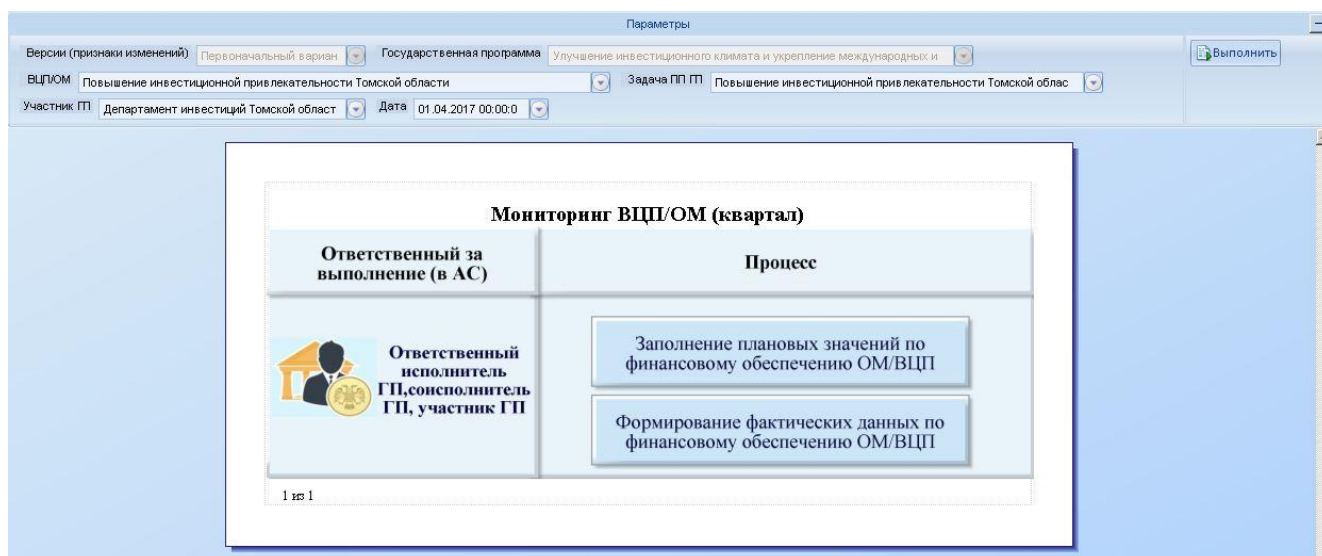 Параметры
Версии (признаки изменений) Первоначальный вариан Государственная программа Улучшение инвестиционного климата и укрепление международных и Выполнить
ВЦП/ОМ Повышение инвестиционной привлекательности Томской области Задача ПП ГП Повышение инвестиционной привлекательности Томской облас
Участник ГП Департамент инвестиций Томской област Дата 01.04.2017 00:00:0
Мониторинг ВЦП/ОМ (квартал)
Ответственный за
выполнение (в АС)
Процесс
Ответственный
исполнитель
ГП,соисполнитель
ГП, участник ГП
Заполнение плановых значений по
финансовому обеспечению ОМ/ВЦП
Формирование фактических данных по
финансовому обеспечению ОМ/ВЦП
1 из 1